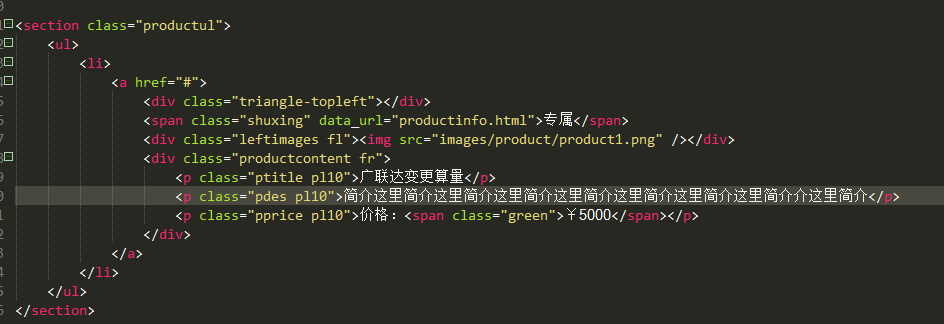 <section class="productul">
<ul>
<li>
<a href="#">
<div class="triangle-topleft"></div>
<span class="shuxing" data_url="productinfo.html">专属</span>
<div class="leftimages fl"><img src="images/product/product1.png" /></div>
<div class="productcontent fr">
<p class="ptitle pl10">广联达变更算量</p>
<p class="pdes pl10">简介这里简介这里简介这里简介这里简介这里简介这里简介这里简介介这里简介</p>
<p class="pprice pl10">价格：<span class="green">￥5000</span></p>
</div>
</a>
</li>
</ul>
</section>